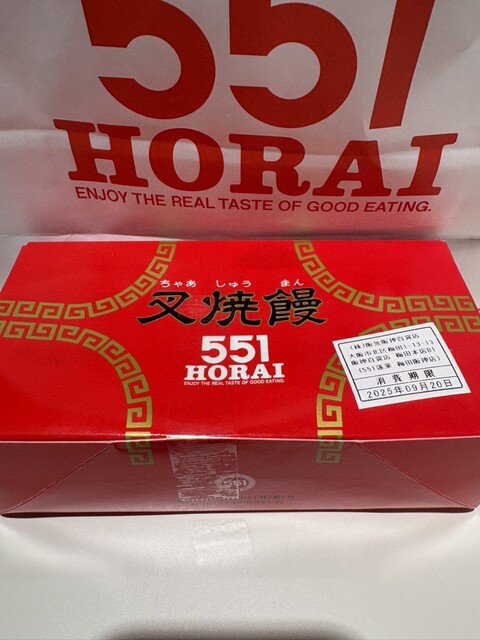 551
HORAI
ENJOY THE REAL TASTE OF GOOD EATING.
ちゃあ しゅう まん
叉焼饅
551
HORAI
ENJOY THE REAL TASTE OF GOOD EATING.
(株)阪急阪神百貨店
大阪市北区梅田1-13-13
阪神百貨店 梅田本店B1
(551蓬莱 梅田阪神店)
消費期限
2025年09月20日
551